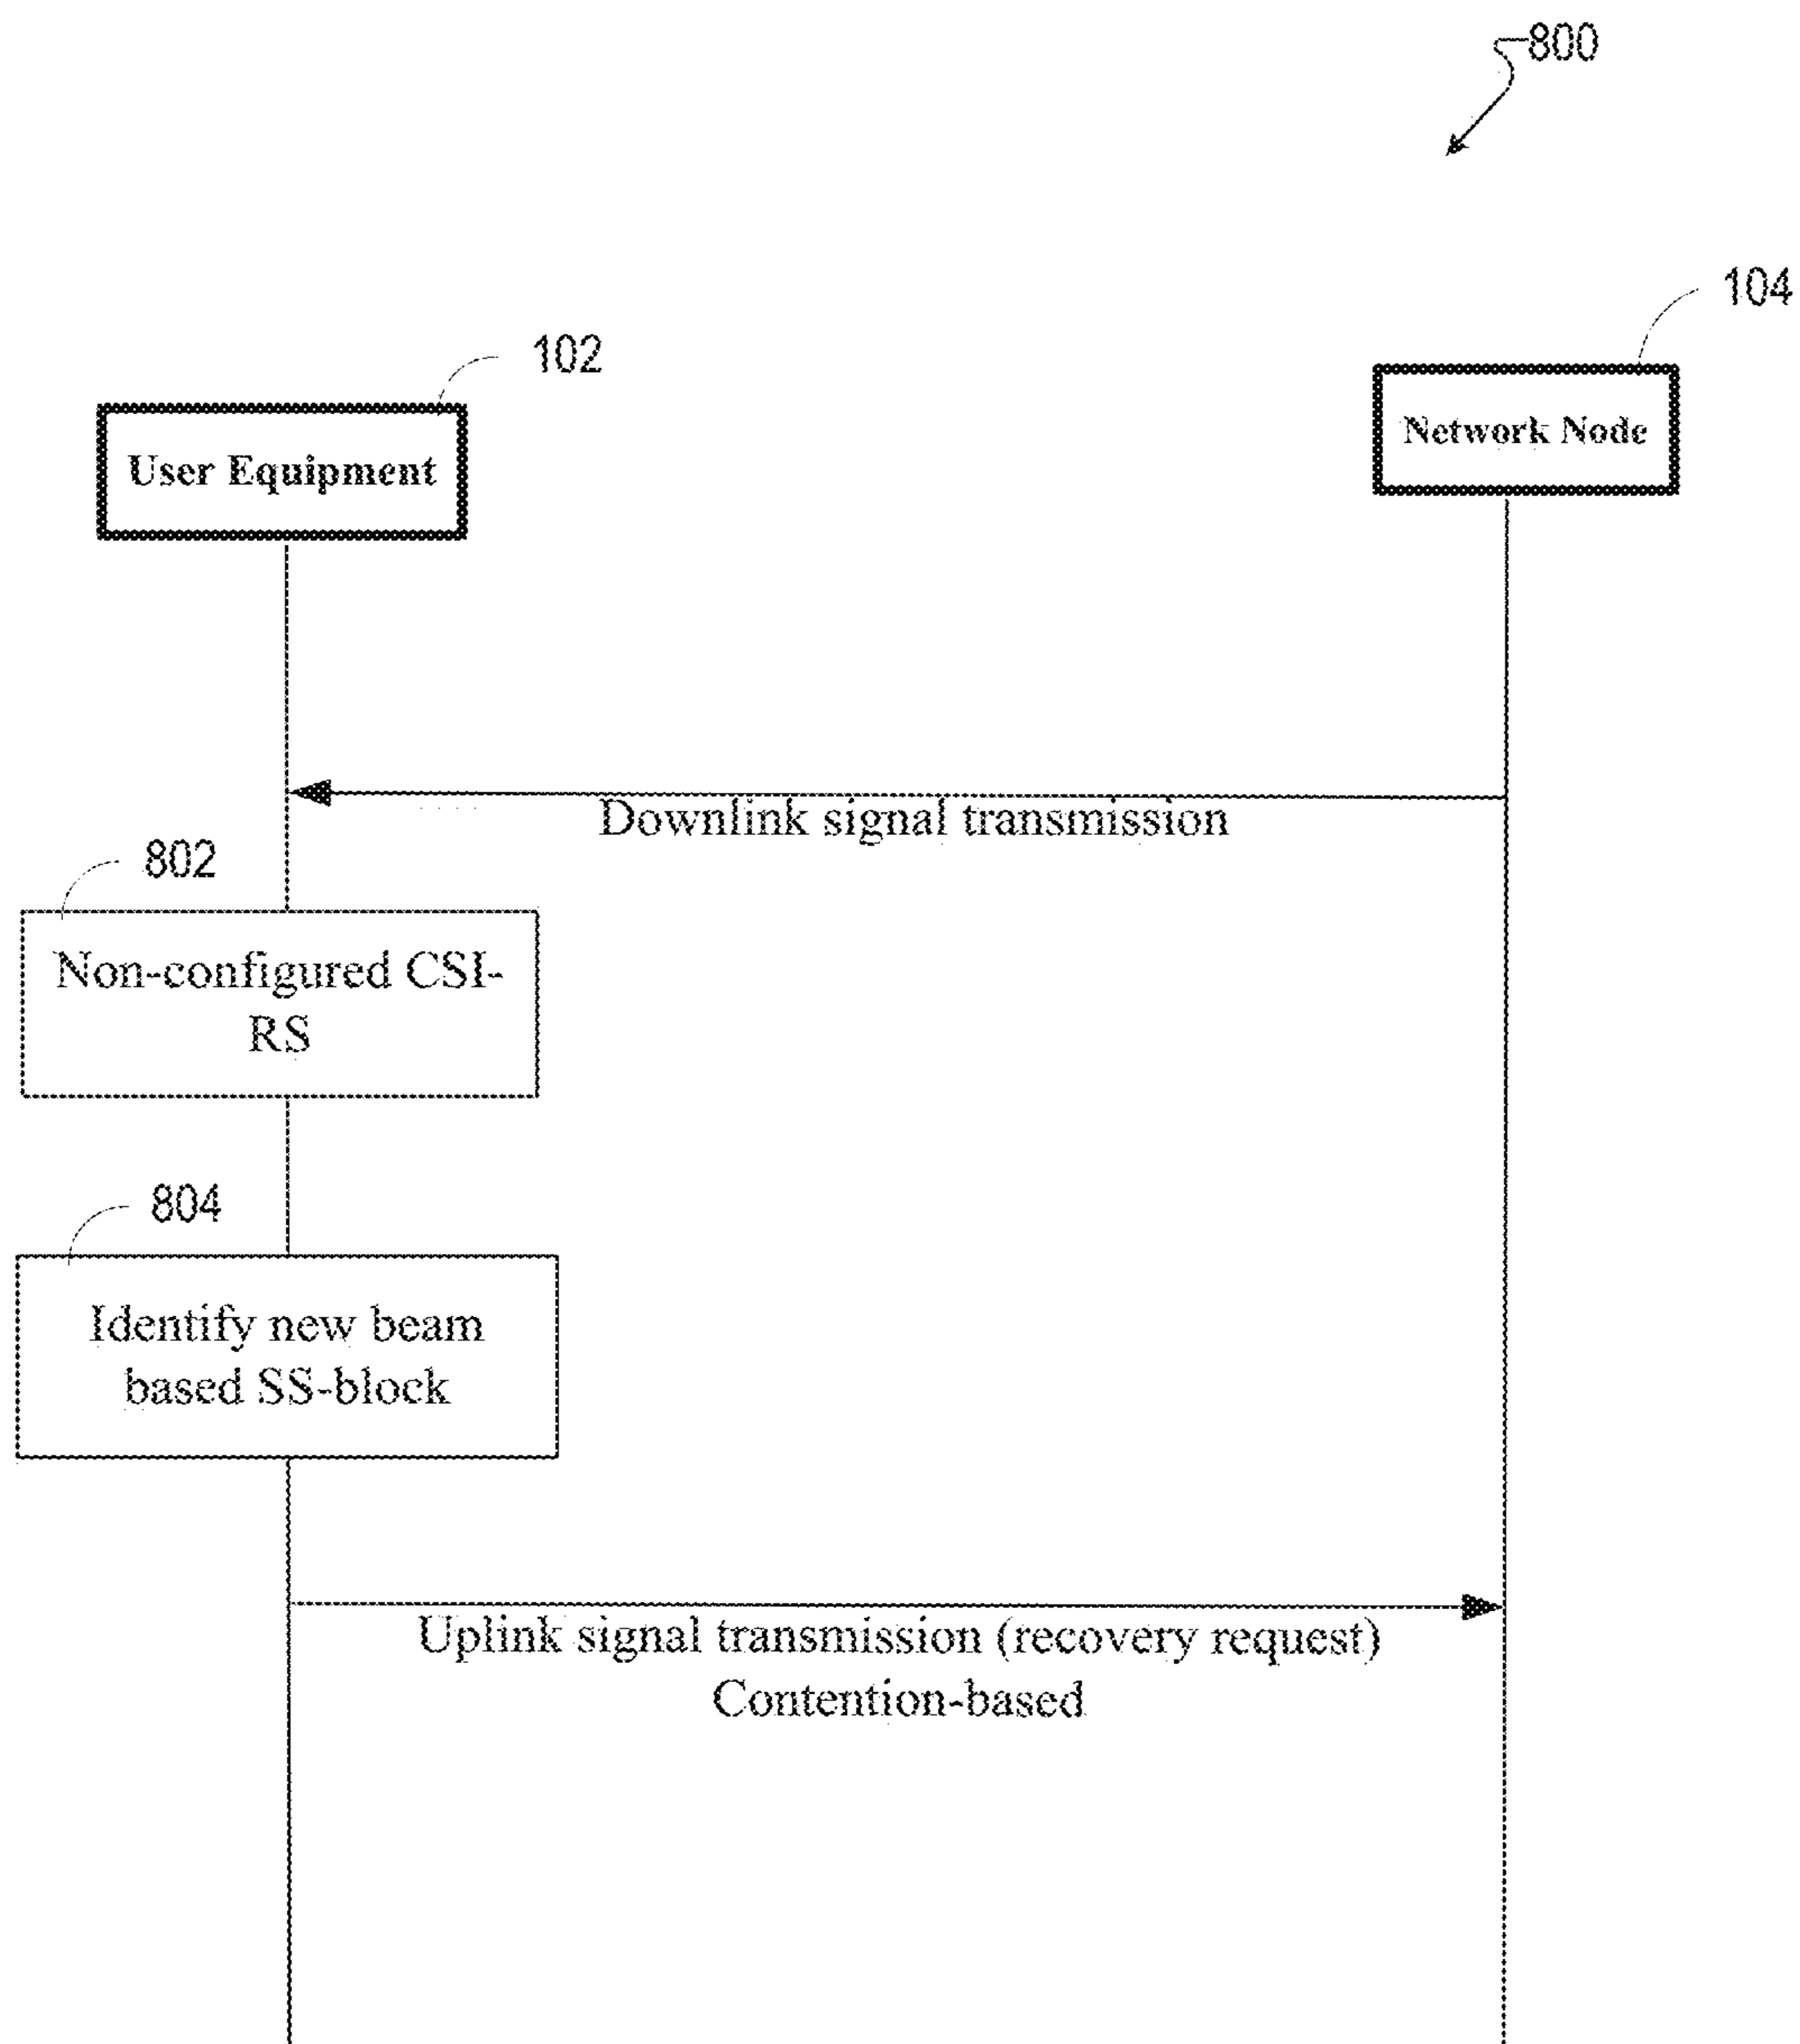 800
104
102
Network Node
User Equipment
Downlink signal transmission
802
Non-configured CSI-
RS
804
Identify new beam
based SS-block
Uplink signal transmission (recovery request)
Contention-based